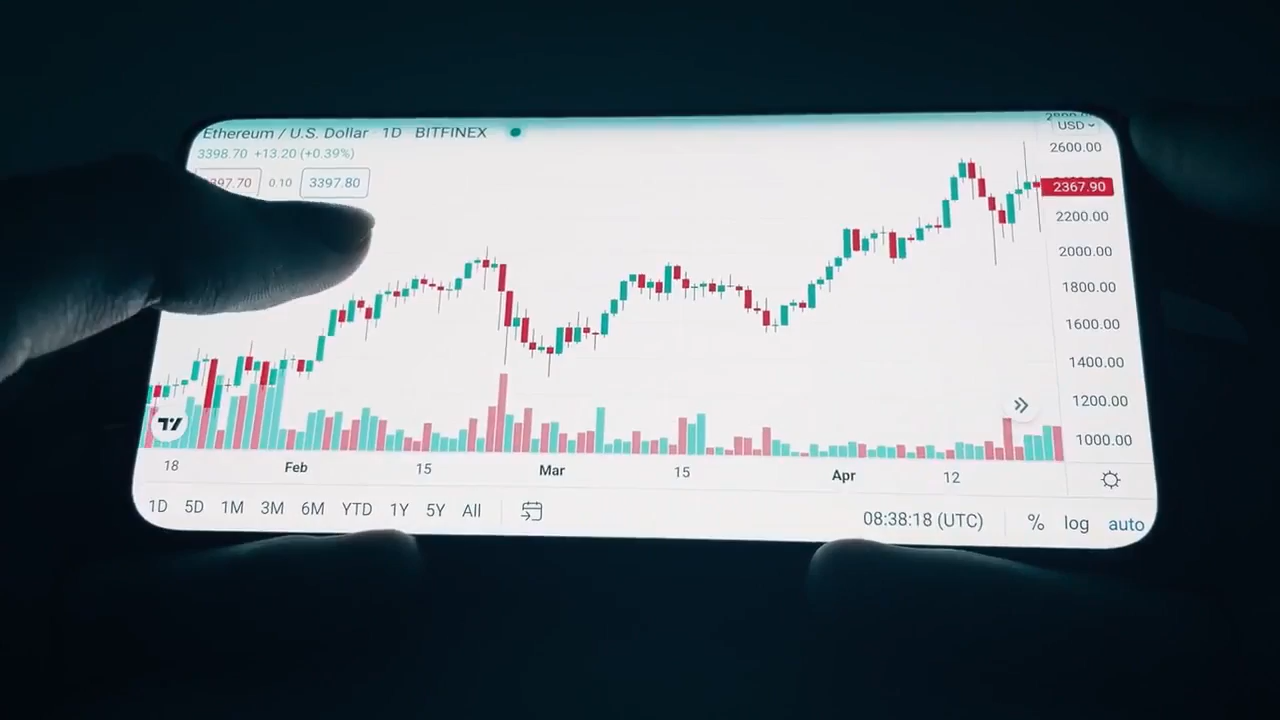 Ethereum / U.S. Dollar 1D BITFINEX
USD
3398.70 +13.20 (+0.39%)
2600.00
97.70 0.10 3397.80
2367.90
2200.00
2000.00
1800.00
1600.00
1400.00
1200.00
1000.00
18 Feb 15 Mar 15 Apr 12
1D 5D 1M 3M 6M YTD 1Y 5Y All
08:38:18 (UTC) % log auto